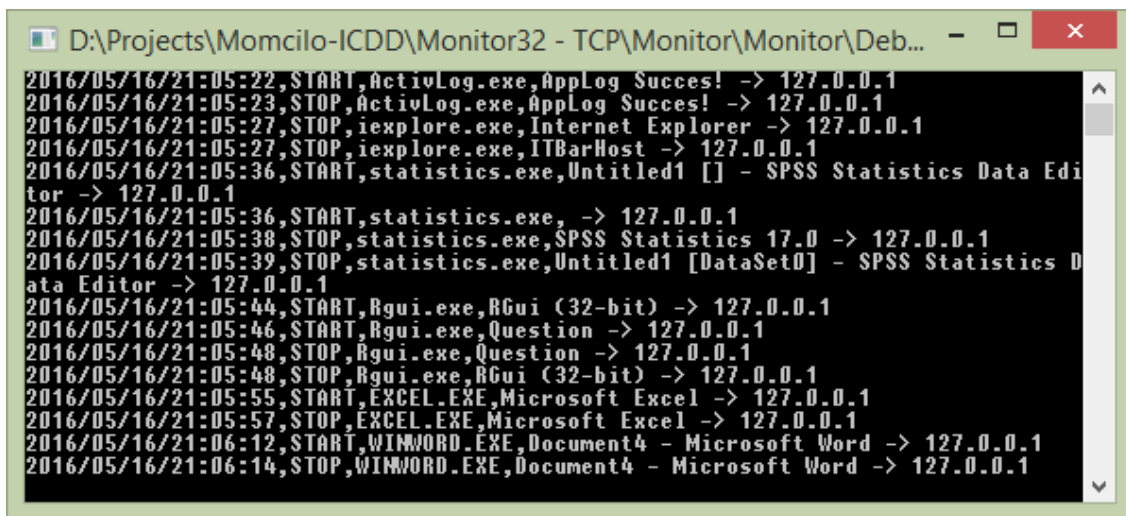 D:\Projects\Momcilo-ICDD\Monitor32 - TCP\Monitor\Monitor\Deb...
2016/05/16/21:05:22,START,ActivLog.exe,AppLog Succes! -> 127.0.0.1
2016/05/16/21:05:23,STOP,ActivLog.exe,AppLog Succes! -> 127.0.0.1
2016/05/16/21:05:27,STOP,iexplore.exe,Internet Explorer -> 127.0.0.1
2016/05/16/21:05:27,STOP,iexplore.exe,ITBarHost -> 127.0.0.1
2016/05/16/21:05:36,START,statistics.exe,Untitled1 [] - SPSS Statistics Data Edi
tor -> 127.0.0.1
2016/05/16/21:05:36,START,statistics.exe, -> 127.0.0.1
2016/05/16/21:05:38,STOP,statistics.exe,SPSS Statistics 17.0 -> 127.0.0.1
2016/05/16/21:05:39,STOP,statistics.exe,Untitled1 [DataSet0] - SPSS Statistics D
ata Editor -> 127.0.0.1
2016/05/16/21:05:44,START,Rgui.exe,RGui (32-bit) -> 127.0.0.1
2016/05/16/21:05:46,START,Rgui.exe,Question -> 127.0.0.1
2016/05/16/21:05:48,STOP,Rgui.exe,Question -> 127.0.0.1
2016/05/16/21:05:48,STOP,Rgui.exe,RGui (32-bit) -> 127.0.0.1
2016/05/16/21:05:55,START,EXCEL.EXE,Microsoft Excel -> 127.0.0.1
2016/05/16/21:05:57,STOP,EXCEL.EXE,Microsoft Excel -> 127.0.0.1
2016/05/16/21:06:12,START,WINWORD.EXE,Document4 - Microsoft Word -> 127.0.0.1
2016/05/16/21:06:14,STOP,WINWORD.EXE,Document4 - Microsoft Word -> 127.0.0.1